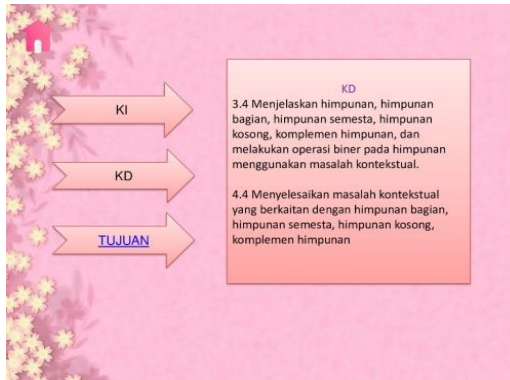 KI
KD
TUJUAN
KD
3.4 Menjelaskan himpunan, himpunan
bagian, himpunan semesta, himpunan
kosong, komplemen himpunan, dan
melakukan operasi biner pada himpunan
menggunakan masalah kontekstual.
4.4 Menyelesaikan masalah kontekstual
yang berkaitan dengan himpunan bagian,
himpunan semesta, himpunan kosong,
komplemen himpunan